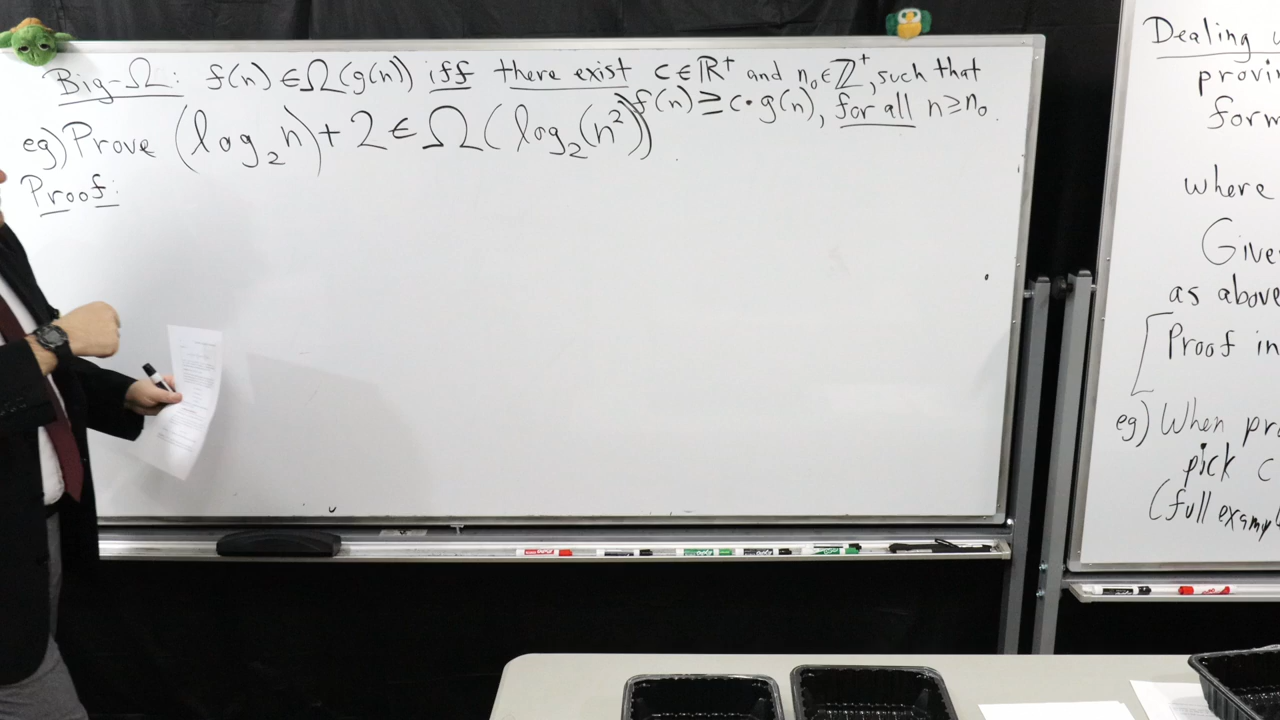 Big-Ω: f(n) ∈ Ω(g(n)) iff there exist c∈ℝ⁺ and n₀∈ℤ⁺, such that
f(n) ≥ c•g(n), for all n≥n₀.
eg) Prove (log₂n)+2 ∈ Ω(log₂(n²))
Proof:
Dealing
provi
form
where
Give
as above
[Proof in
eg) When pr
pick c
(full exampl